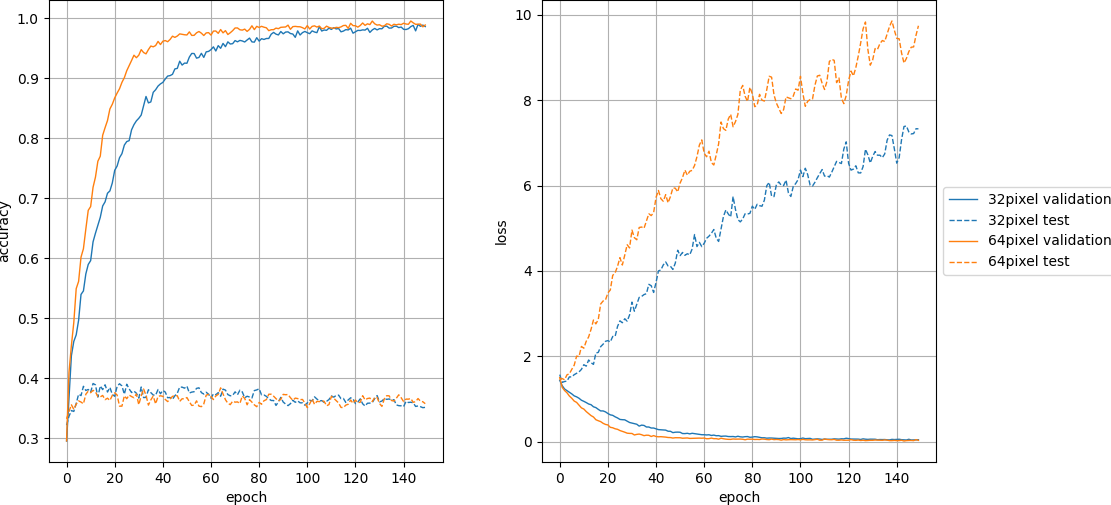 1.0
0.9
0.8
0.7
0.6
0.5
0.4
0.3
accuracy
0 20 40 60 80 100 120 140
epoch
10
8
6
4
2
0
loss
0 20 40 60 80 100 120 140
epoch
32pixel validation
32pixel test
64pixel validation
64pixel test